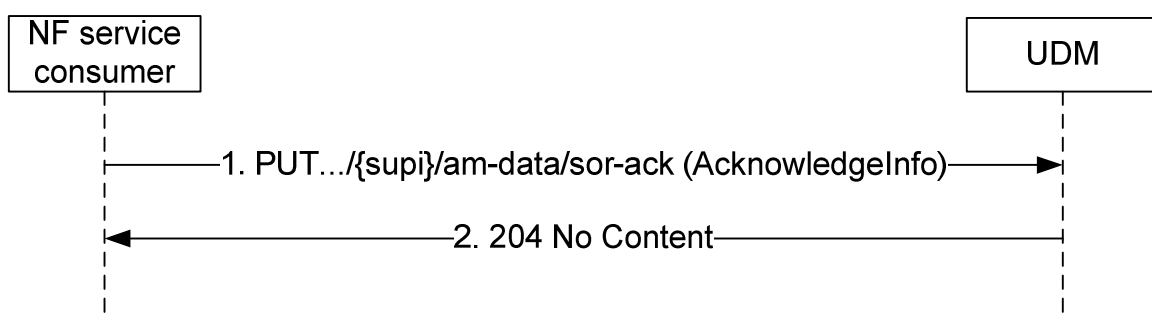 NF service
consumer
UDM
1. PUT.../{supi}/am-data/sor-ack (AcknowledgeInfo)
2. 204 No Content